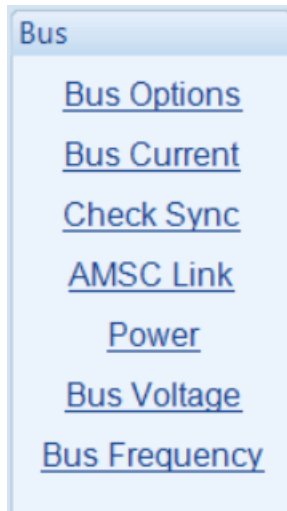 Bus
Bus Options
Bus Current
Check Sync
AMSC Link
Power
Bus Voltage
Bus Frequency